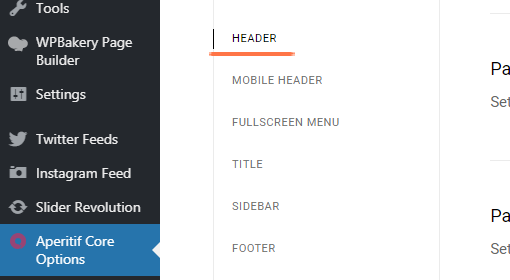 Tools
WPBakery Page
Builder
Settings
Twitter Feeds
Instagram Feed
Slider Revolution
Aperitif Core
Options
HEADER
MOBILE HEADER
FULLSCREEN MENU
TITLE
SIDEBAR
FOOTER
Pa
Set
Pa
Set